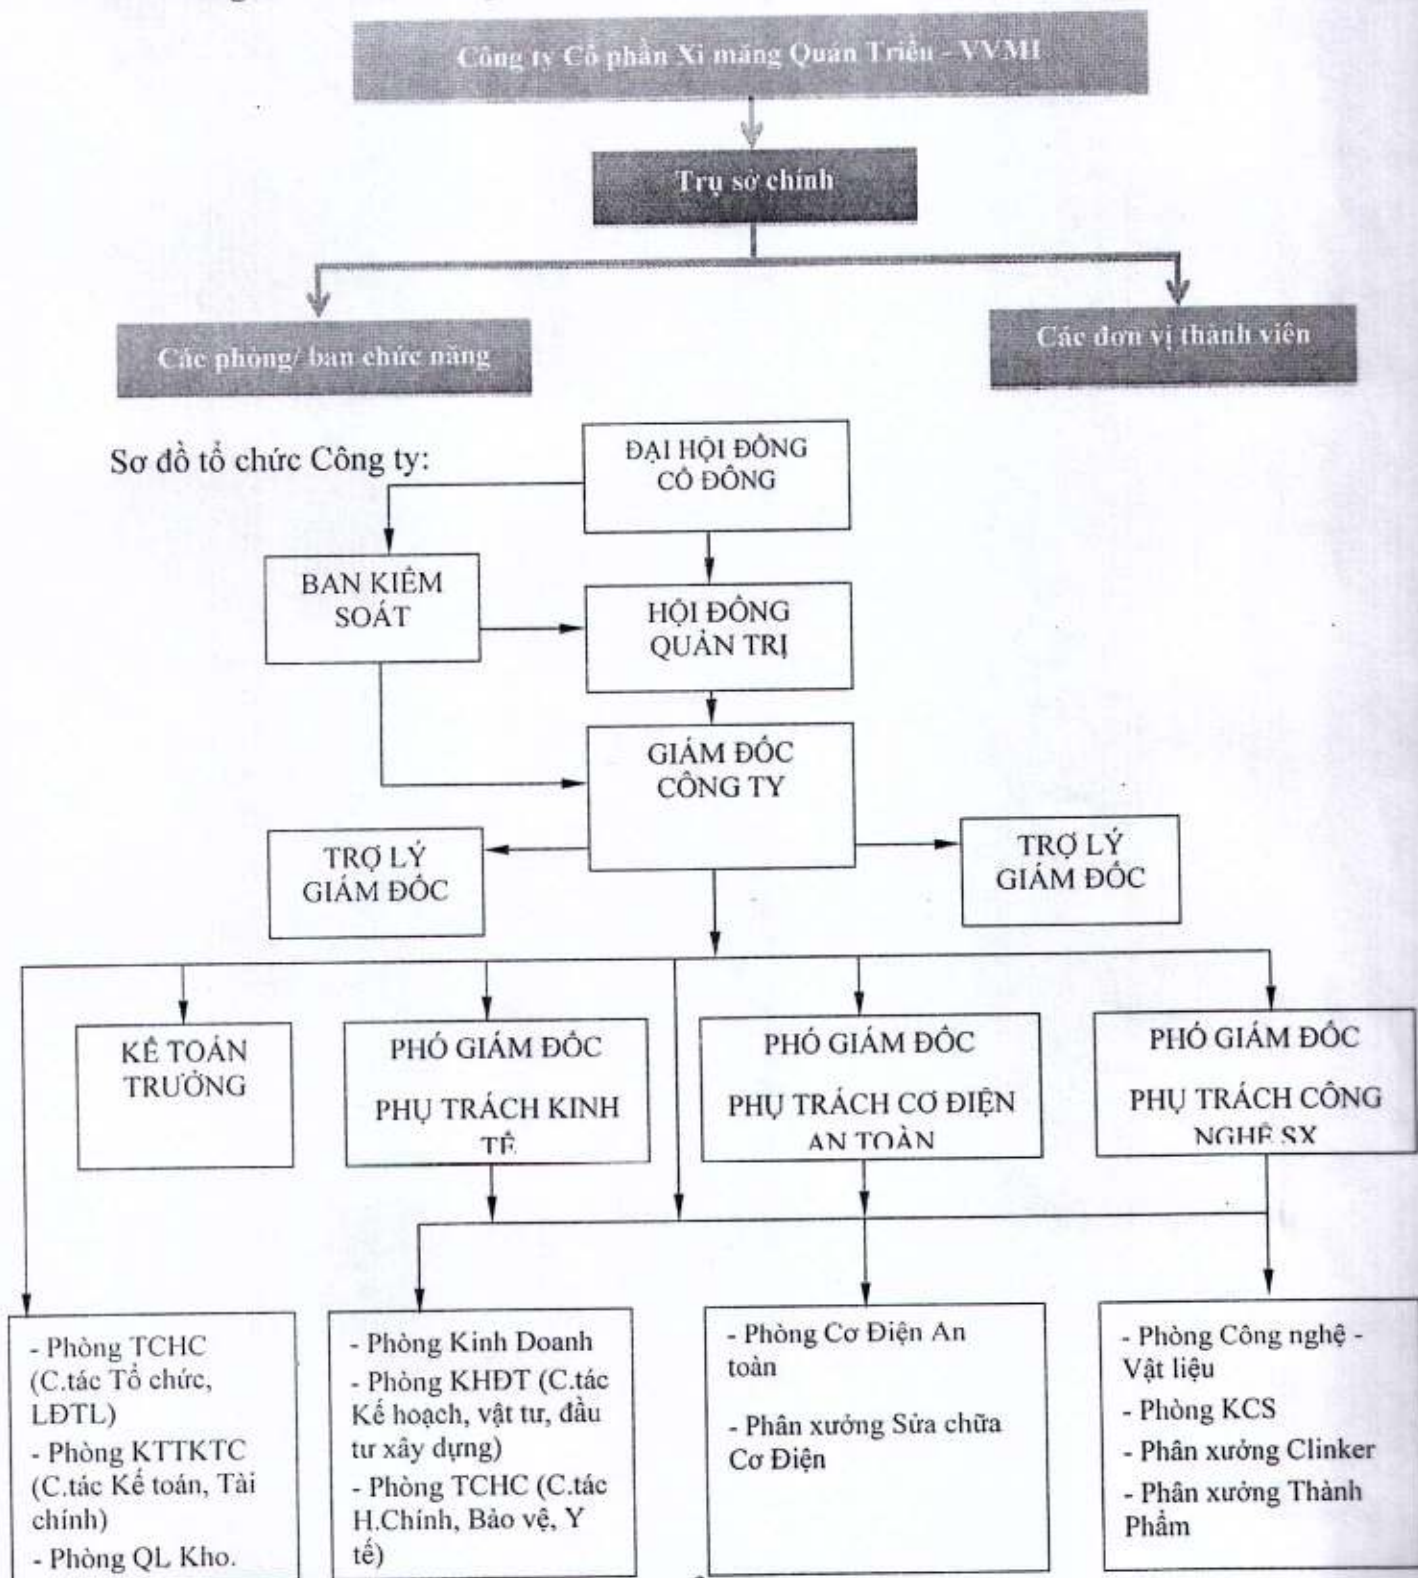 Công ty Cổ phần Xi măng Quán Triều - VVMI
Trụ sở chính
Các phòng/ ban chức năng
Các đơn vị thành viên
Sơ đồ tổ chức Công ty:
ĐẠI HỘI ĐỒNG
CỔ ĐÔNG
BAN KIỂM
SOÁT
HỘI ĐỒNG
QUẢN TRỊ
GIÁM ĐỐC
CÔNG TY
TRỢ LÝ
GIÁM ĐỐC
TRỢ LÝ
GIÁM ĐỐC
KẾ TOÁN
TRƯỞNG
PHÓ GIÁM ĐỐC
PHỤ TRÁCH KINH
TẾ
PHÓ GIÁM ĐỐC
PHỤ TRÁCH CƠ ĐIỆN
AN TOÀN
PHÓ GIÁM ĐỐC
PHỤ TRÁCH CÔNG
NGHỆ SX
- Phòng TCHC
(C.tác Tổ chức,
LĐTL)
- Phòng KTTKTC
(C.tác Kế toán, Tài
chính)
- Phòng QL Kho.
- Phòng Kinh Doanh
- Phòng KHĐT (C.tác
Kế hoạch, vật tư, đầu
tư xây dựng)
- Phòng TCHC (C.tác
H.Chính, Bảo vệ, Y
tế)
- Phòng Cơ Điện An
toàn
- Phân xưởng Sửa chữa
Cơ Điện
- Phòng Công nghệ -
Vật liệu
- Phòng KCS
- Phân xưởng Clinker
- Phân xưởng Thành
Phẩm